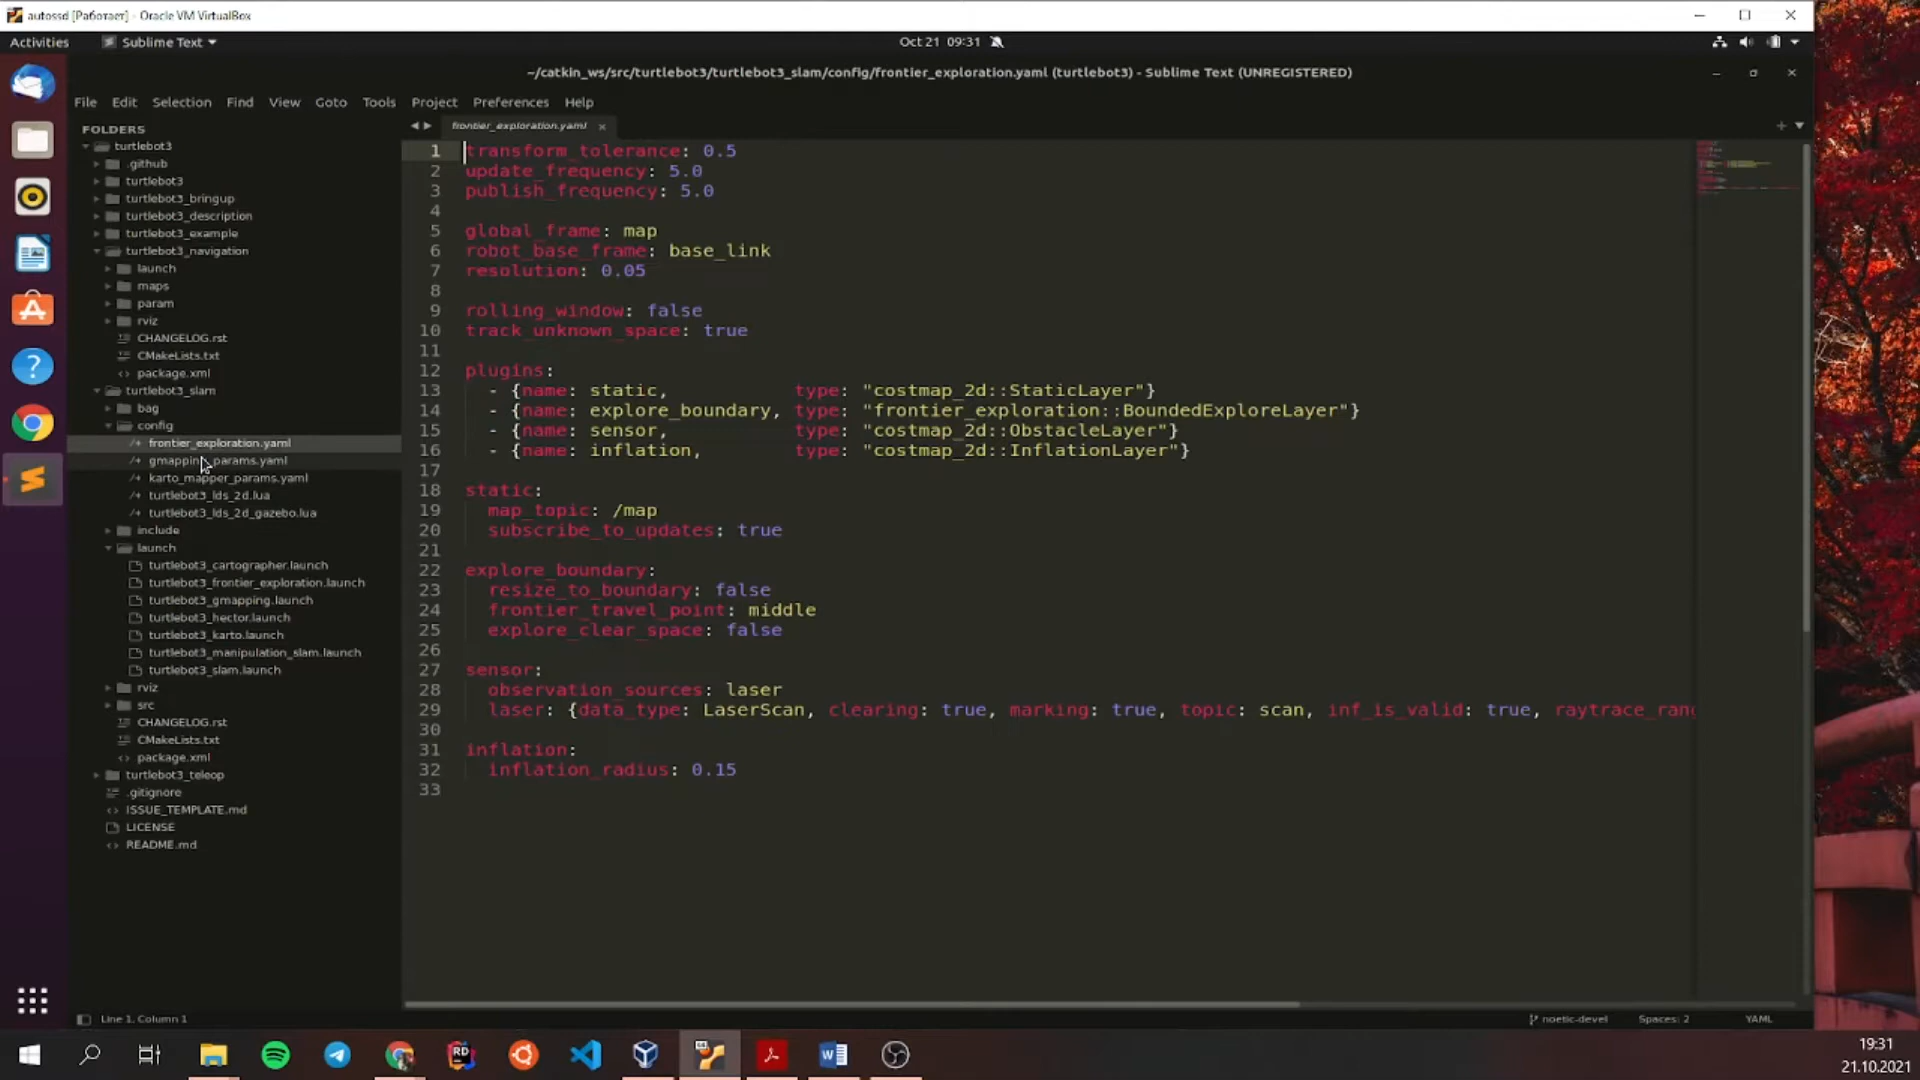 autossd [Работает] - Oracle VM VirtualBox
Activities
Sublime Text
Oct 21 09:31
~/catkin_ws/src/turtlebot3/turtlebot3_slam/config/frontier_exploration.yaml (turtlebot3) - Sublime Text (UNREGISTERED)
File Edit Selection Find View Goto Tools Project Preferences Help
FOLDERS
turtlebot3
.github
turtlebot3
turtlebot3_bringup
turtlebot3_description
turtlebot3_example
turtlebot3_navigation
launch
maps
param
rviz
CHANGELOG.rst
CMakeLists.txt
package.xml
turtlebot3_slam
bag
config
frontier_exploration.yaml
gmapping_params.yaml
karto_mapper_params.yaml
turtlebot3_lds_2d.lua
turtlebot3_lds_2d_gazebo.lua
include
launch
turtlebot3_cartographer.launch
turtlebot3_frontier_exploration.launch
turtlebot3_gmapping.launch
turtlebot3_hector.launch
turtlebot3_karto.launch
turtlebot3_manipulation_slam.launch
turtlebot3_slam.launch
rviz
src
CHANGELOG.rst
CMakeLists.txt
package.xml
turtlebot3_teleop
.gitignore
ISSUE_TEMPLATE.md
LICENSE
README.md
frontier_exploration.yaml
1 transform_tolerance: 0.5
2 update_frequency: 5.0
3 publish_frequency: 5.0
4
5 global_frame: map
6 robot_base_frame: base_link
7 resolution: 0.05
8
9 rolling_window: false
10 track_unknown_space: true
11
12 plugins:
13 - {name: static, type: "costmap_2d::StaticLayer"}
14 - {name: explore_boundary, type: "frontier_exploration::BoundedExploreLayer"}
15 - {name: sensor, type: "costmap_2d::ObstacleLayer"}
16 - {name: inflation, type: "costmap_2d::InflationLayer"}
17
18 static:
19 map_topic: /map
20 subscribe_to_updates: true
21
22 explore_boundary:
23 resize_to_boundary: false
24 frontier_travel_point: middle
25 explore_clear_space: false
26
27 sensor:
28 observation_sources: laser
29 laser: {data_type: LaserScan, clearing: true, marking: true, topic: scan, inf_is_valid: true, raytrace_ran
30
31 inflation:
32 inflation_radius: 0.15
33
Line 1, Column 1
noetic-devel
Spaces: 2
YAML
19:31
21.10.2021